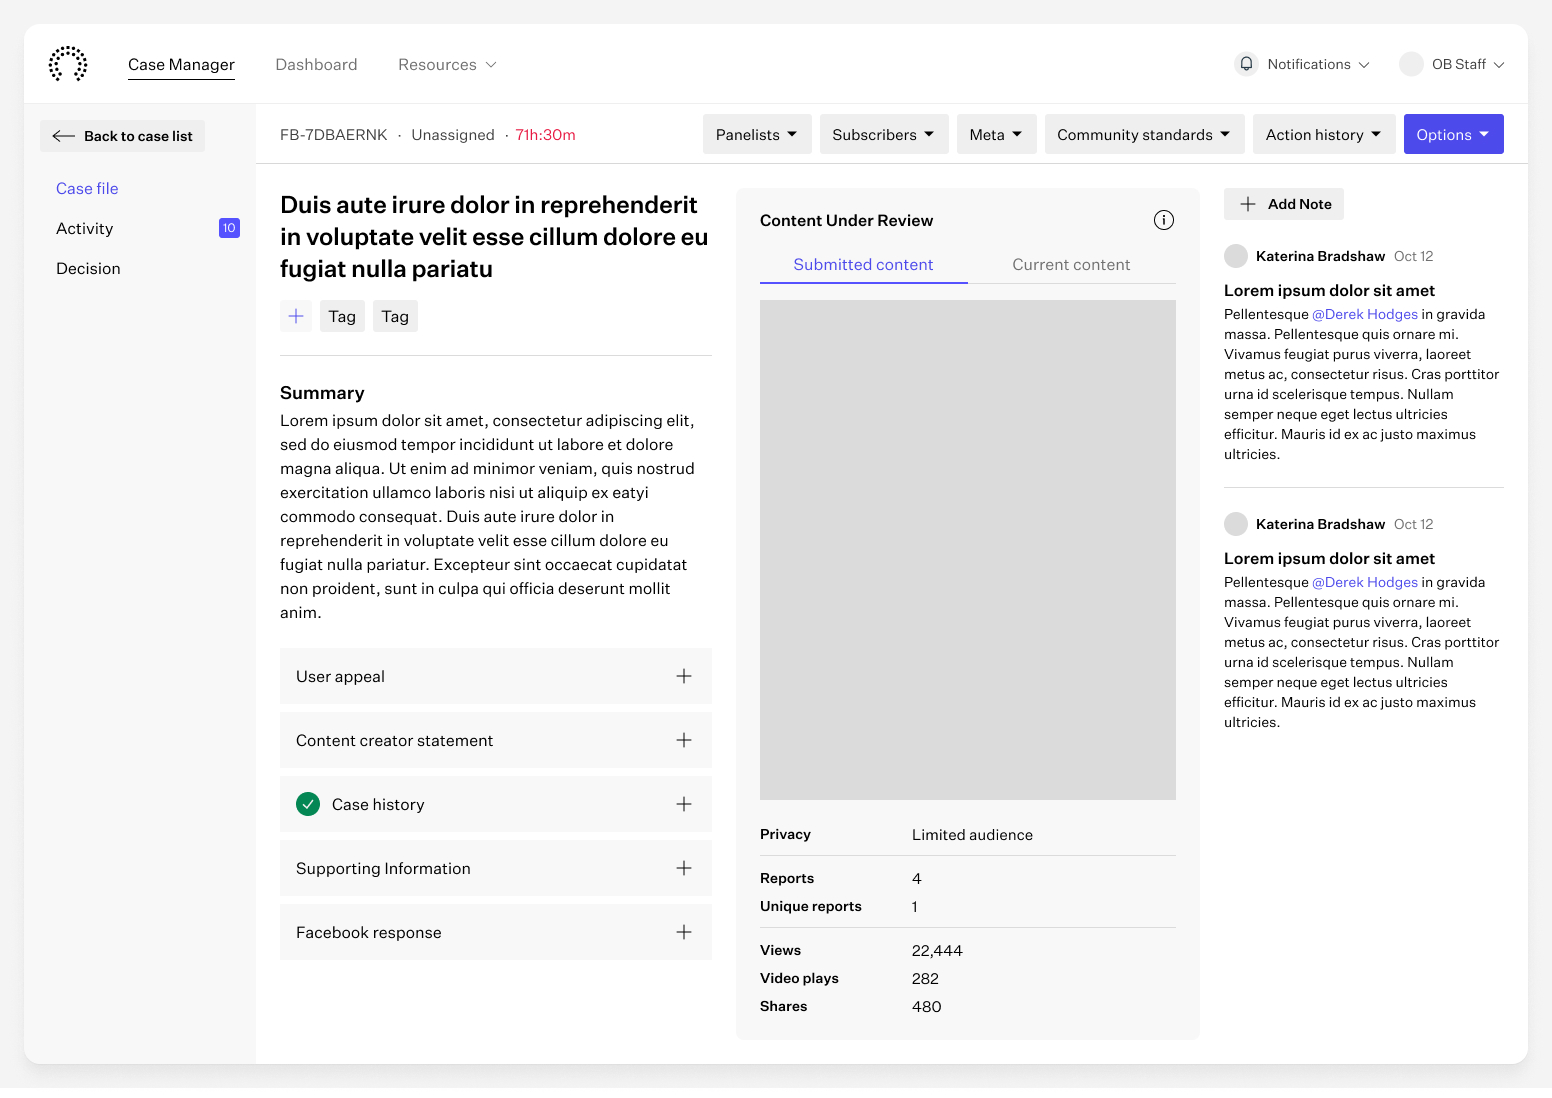 Case Manager
Dashboard
Resources
Notifications
OB Staff
Back to case list
Case file
Activity
10
Decision
FB-7DBAERNK · Unassigned · 71h:30m
Panelists
Subscribers
Meta
Community standards
Action history
Options
Duis aute irure dolor in reprehenderit
in voluptate velit esse cillum dolore eu
fugiat nulla pariatu
Tag
Tag
Summary
Lorem ipsum dolor sit amet, consectetur adipiscing elit,
sed do eiusmod tempor incididunt ut labore et dolore
magna aliqua. Ut enim ad minimor veniam, quis nostrud
exercitation ullamco laboris nisi ut aliquip ex eatyi
commodo consequat. Duis aute irure dolor in
reprehenderit in voluptate velit esse cillum dolore eu
fugiat nulla pariatur. Excepteur sint occaecat cupidatat
non proident, sunt in culpa qui officia deserunt mollit
anim.
User appeal
Content creator statement
Case history
Supporting Information
Facebook response
Content Under Review
Submitted content
Current content
Privacy Limited audience
Reports 4
Unique reports 1
Views 22,444
Video plays 282
Shares 480
Add Note
Katerina Bradshaw Oct 12
Lorem ipsum dolor sit amet
Pellentesque @Derek Hodges in gravida
massa. Pellentesque quis ornare mi.
Vivamus feugiat purus viverra, laoreet
metus ac, consectetur risus. Cras porttitor
urna id scelerisque tempus. Nullam
semper neque eget lectus ultricies
efficitur. Mauris id ex ac justo maximus
ultricies.
Katerina Bradshaw Oct 12
Lorem ipsum dolor sit amet
Pellentesque @Derek Hodges in gravida
massa. Pellentesque quis ornare mi.
Vivamus feugiat purus viverra, laoreet
metus ac, consectetur risus. Cras porttitor
urna id scelerisque tempus. Nullam
semper neque eget lectus ultricies
efficitur. Mauris id ex ac justo maximus
ultricies.